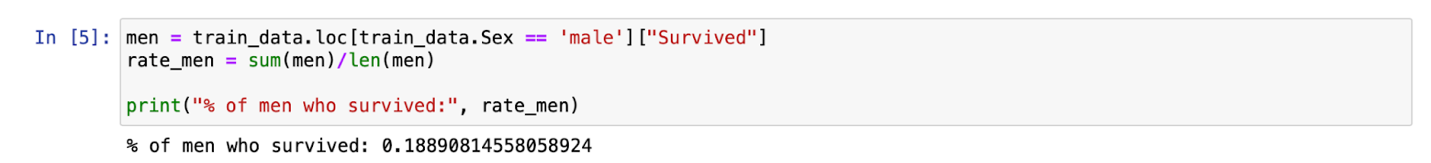 In [5]: men = train_data.loc[train_data.Sex == 'male']["Survived"]
rate_men = sum(men)/len(men)
print("% of men who survived:", rate_men)
% of men who survived: 0.18890814558058924